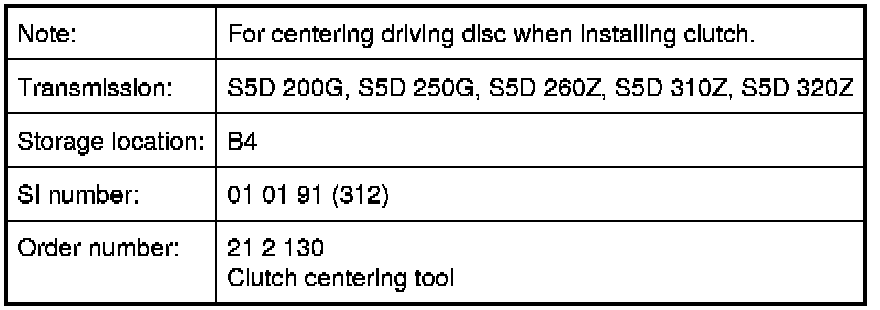 Note: For centering driving disc when installing clutch.
Transmission: S5D 200G, S5D 250G, S5D 260Z, S5D 310Z, S5D 320Z
Storage location: B4
SI number: 01 01 91 (312)
Order number: 21 2 130
Clutch centering tool